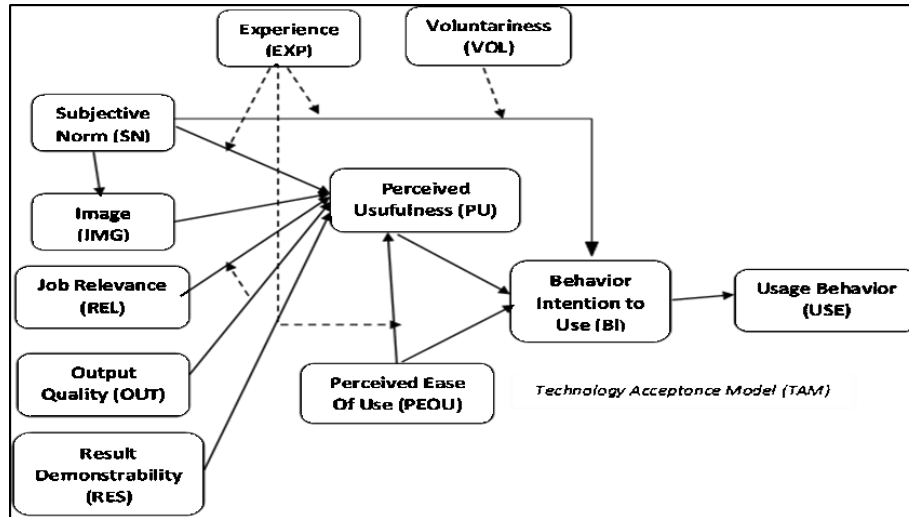 Experience
(EXP)
Voluntariness
(VOL)
Subjective
Norm (SN)
Image
(IMG)
Perceived
Usufulness (PU)
Job Relevance
(REL)
Behavior
Intention to
Use (BI)
Usage Behavior
(USE)
Output
Quality (OUT)
Perceived Ease
Of Use (PEOU)
Technology Acceptonce Model (TAM)
Result
Demonstrability
(RES)